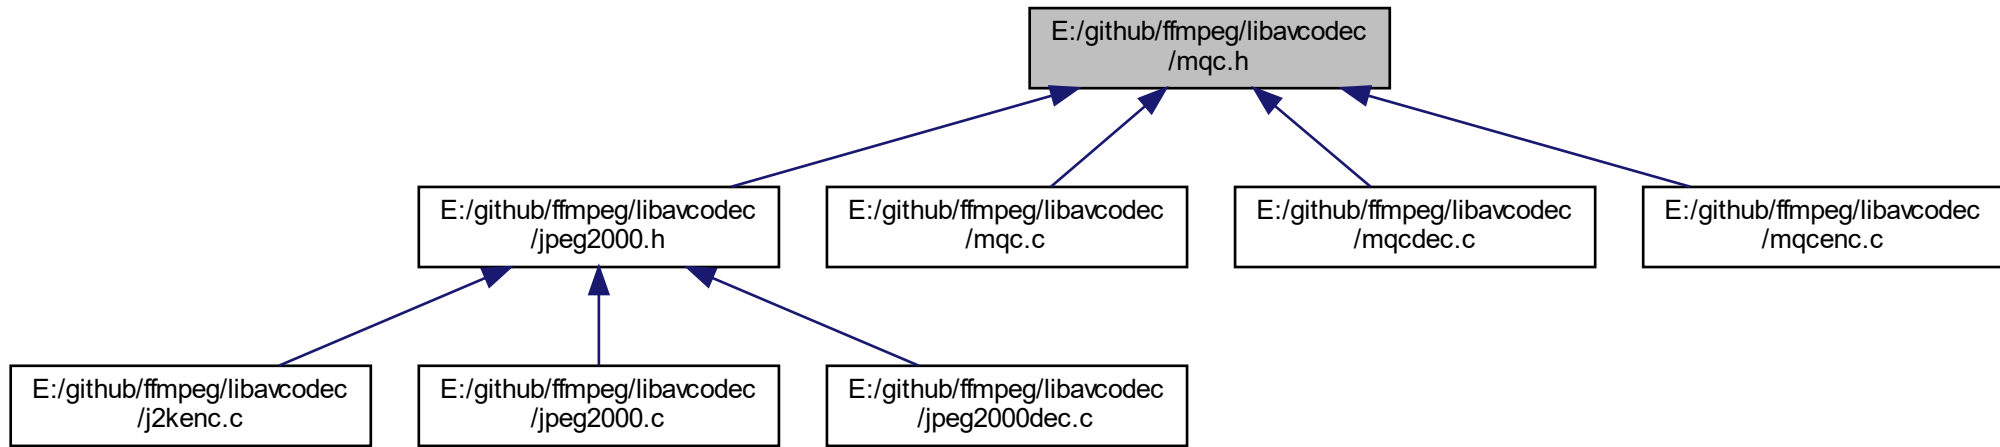 E:/github/ffmpeg/libavcodec
/mqc.h
E:/github/ffmpeg/libavcodec
/jpeg2000.h
E:/github/ffmpeg/libavcodec
/mqc.c
E:/github/ffmpeg/libavcodec
/mqcdec.c
E:/github/ffmpeg/libavcodec
/mqcenc.c
E:/github/ffmpeg/libavcodec
/j2kenc.c
E:/github/ffmpeg/libavcodec
/jpeg2000.c
E:/github/ffmpeg/libavcodec
/jpeg2000dec.c